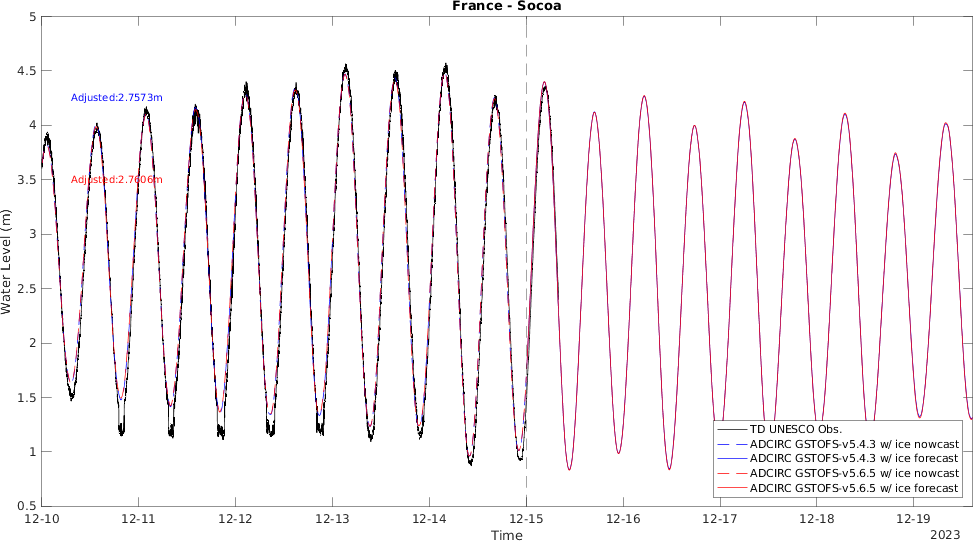 France - Socoa
5
4.5
4
3.5
3
2.5
2
1.5
1
0.5
Water Level (m)
Adjusted:2.7573m
Adjusted:2.7606m
TD UNESCO Obs.
ADCIRC GSTOFS-v5.4.3 w/ ice nowcast
ADCIRC GSTOFS-v5.4.3 w/ ice forecast
ADCIRC GSTOFS-v5.6.5 w/ ice nowcast
ADCIRC GSTOFS-v5.6.5 w/ ice forecast
12-10 12-11 12-12 12-13 12-14 12-15 12-16 12-17 12-18 12-19
Time
2023